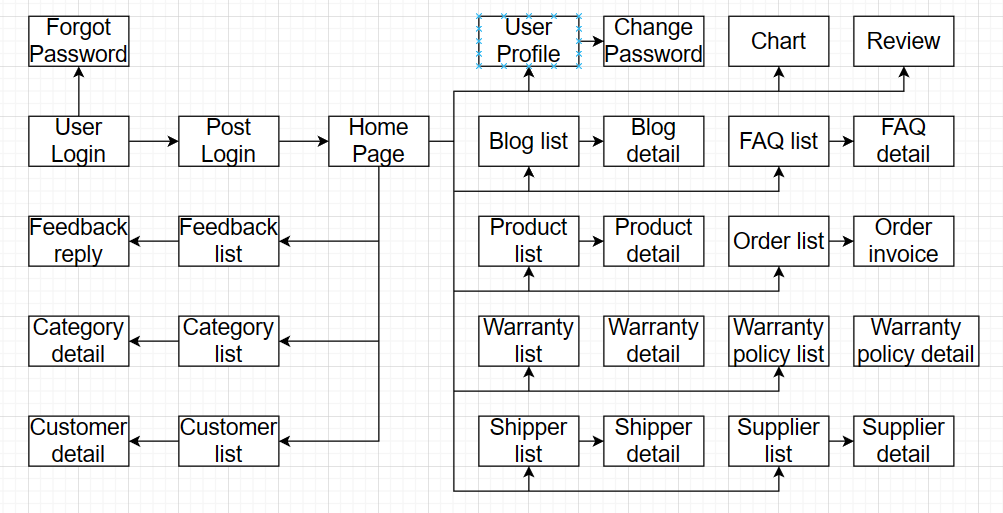 Forgot
Password
User
Profile
Change
Password
Chart
Review
User
Login
Post
Login
Home
Page
Blog list
Blog
detail
FAQ list
FAQ
detail
Feedback
reply
Feedback
list
Product
list
Product
detail
Order list
Order
invoice
Category
detail
Category
list
Warranty
list
Warranty
detail
Warranty
policy list
Warranty
policy detail
Customer
detail
Customer
list
Shipper
list
Shipper
detail
Supplier
list
Supplier
detail